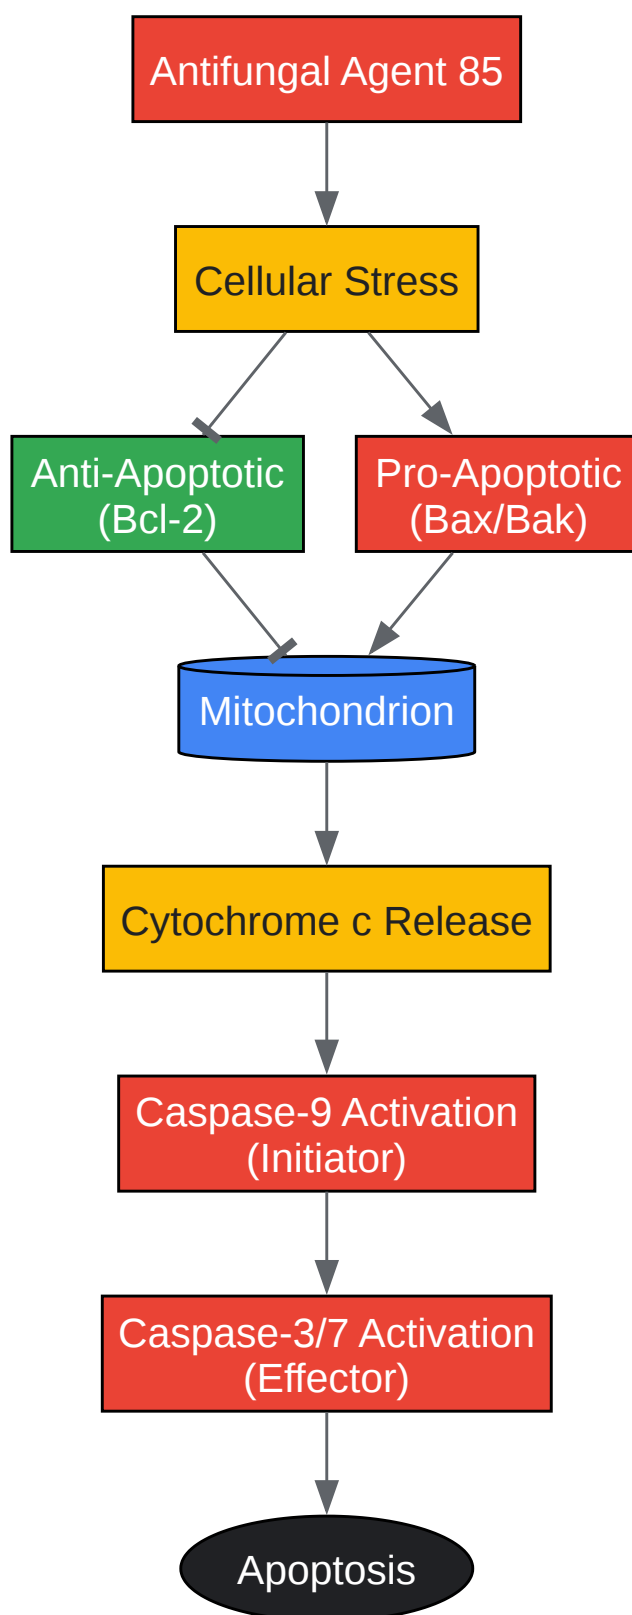 Antifungal Agent 85
Cellular Stress
Anti-Apoptotic
(Bcl-2)
Pro-Apoptotic
(Bax/Bak)
Mitochondrion
Cytochrome c Release
Caspase-9 Activation
(Initiator)
Caspase-3/7 Activation
(Effector)
Apoptosis